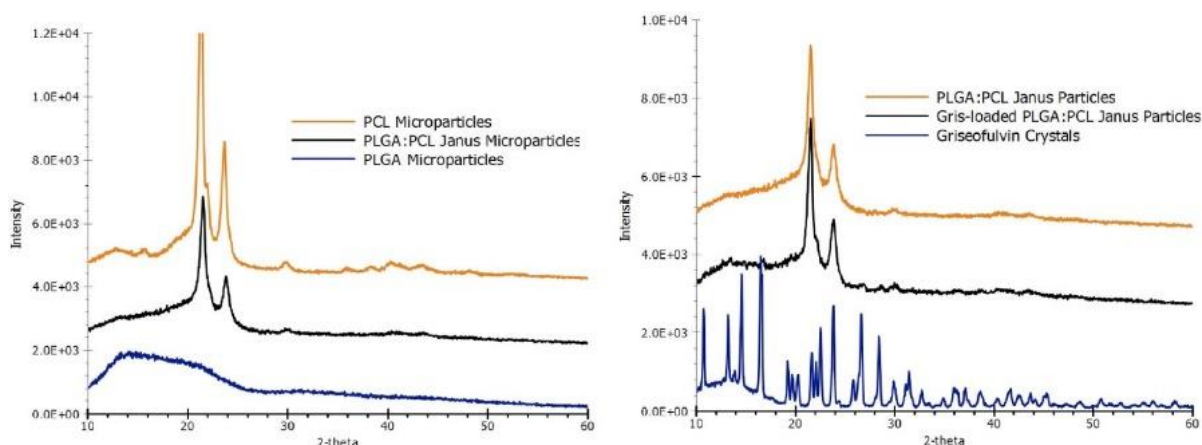 1.2E+04
1.0E+04
8.0E+03
6.0E+03
4.0E+03
2.0E+03
0.0E+00
Intensity
PCL Microparticles
PLGA:PCL Janus Microparticles
PLGA Microparticles
10 20 30 40 50 60
2-theta
1.0E+04
8.0E+03
6.0E+03
4.0E+03
2.0E+03
0.0E+00
Intensity
PLGA:PCL Janus Particles
Gris-loaded PLGA:PCL Janus Particles
Griseofulvin Crystals
10 20 30 40 50 60
2-theta